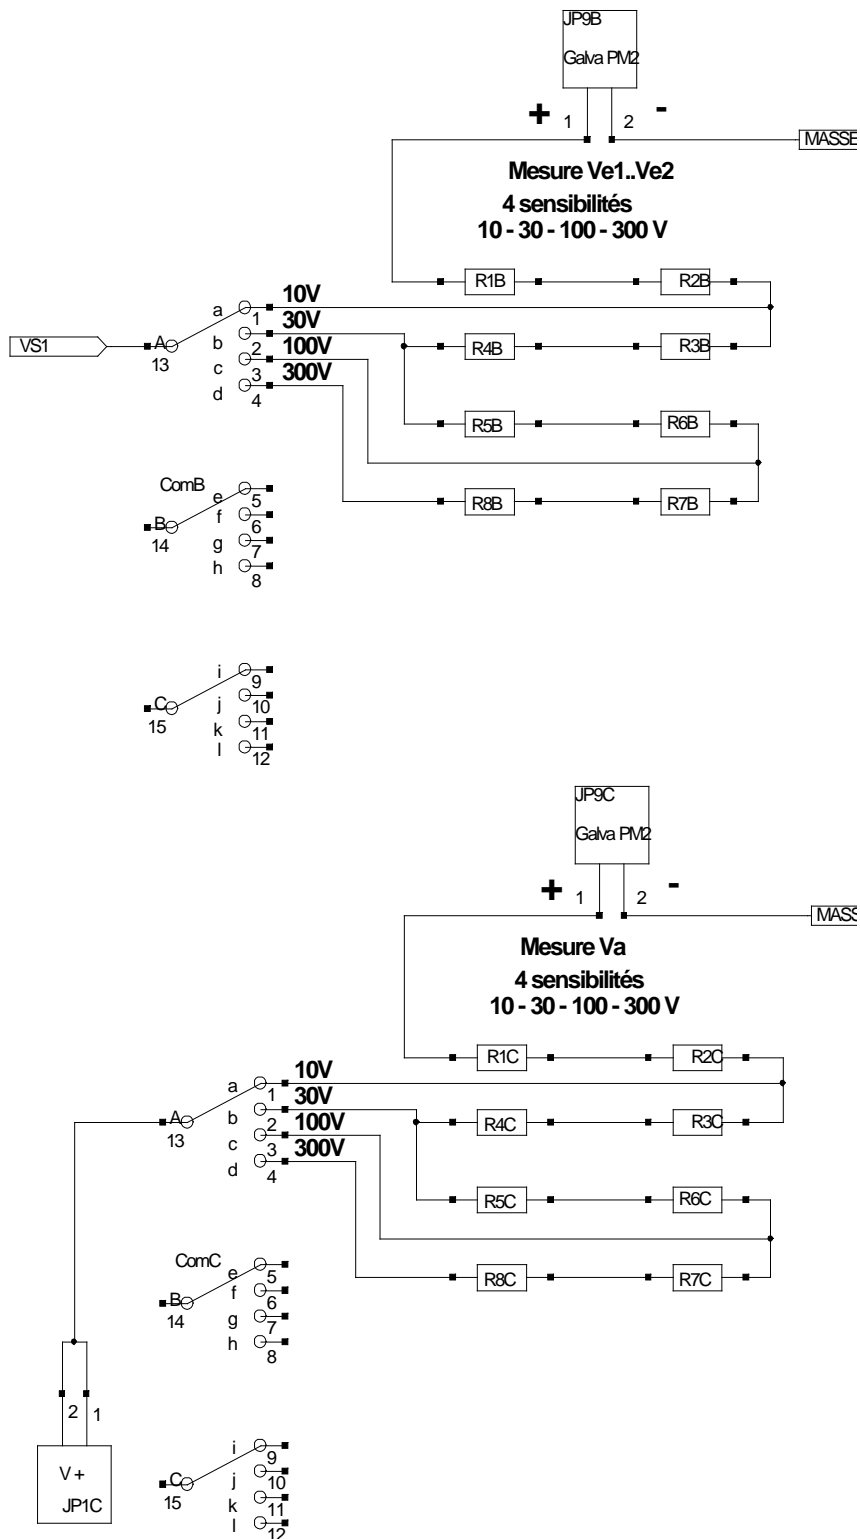 JP9B
Galva PM2
+ 1 2 -
MASSE
Mesure Ve1..Ve2
4 sensibilités
10 - 30 - 100 - 300 V
R1B R2B
a 1 10V
VS1
A 13
b 2 30V
c 3 100V
d 4 300V
R4B R3B
R5B R6B
R8B R7B
ComB
B 14
e 5
f 6
g 7
h 8
C 15
i 9
j 10
k 11
l 12
JP9C
Galva PM2
+ 1 2 -
MASS
Mesure Va
4 sensibilités
10 - 30 - 100 - 300 V
R1C R2C
a 1 10V
A 13
b 2 30V
c 3 100V
d 4 300V
R4C R3C
R5C R6C
R8C R7C
ComC
B 14
e 5
f 6
g 7
h 8
2 1
V +
JP1C
C 15
i 9
j 10
k 11
l 12